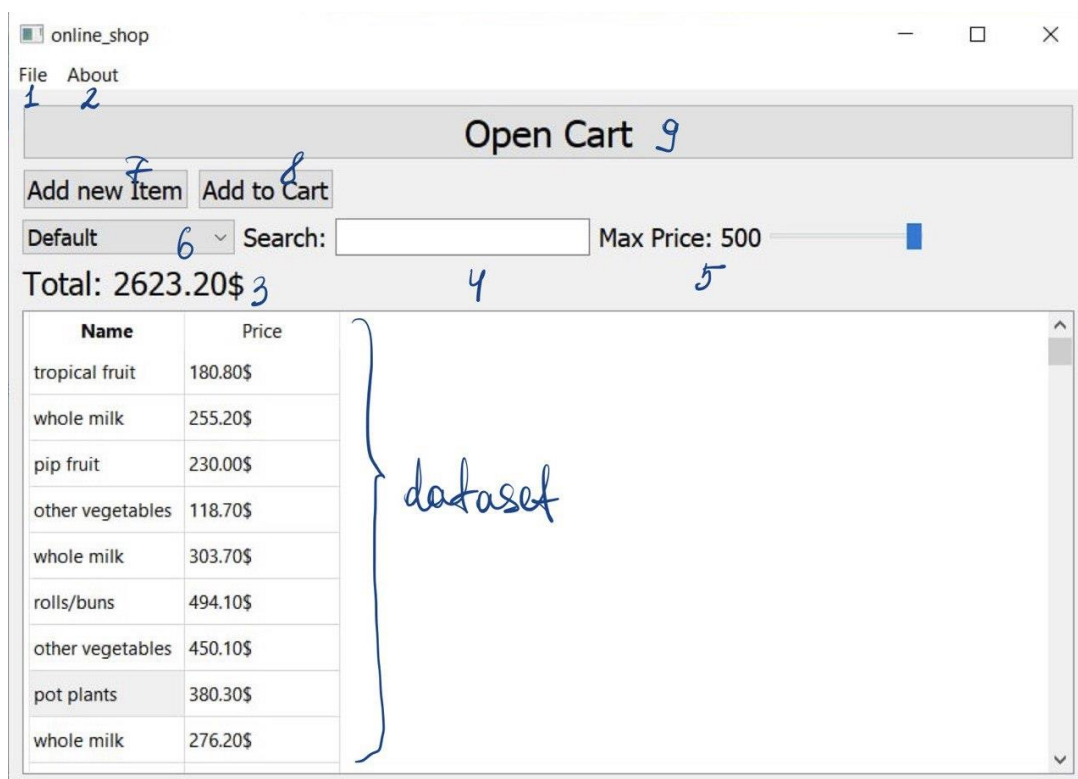 online_shop
File About
1 2
Open Cart 9
7 8
Add new Item Add to Cart
Default 6 Search: Max Price: 500
Total: 2623.20$ 3 4 5
Name Price
tropical fruit 180.80$
whole milk 255.20$
pip fruit 230.00$
other vegetables 118.70$
dataset
whole milk 303.70$
rolls/buns 494.10$
other vegetables 450.10$
pot plants 380.30$
whole milk 276.20$